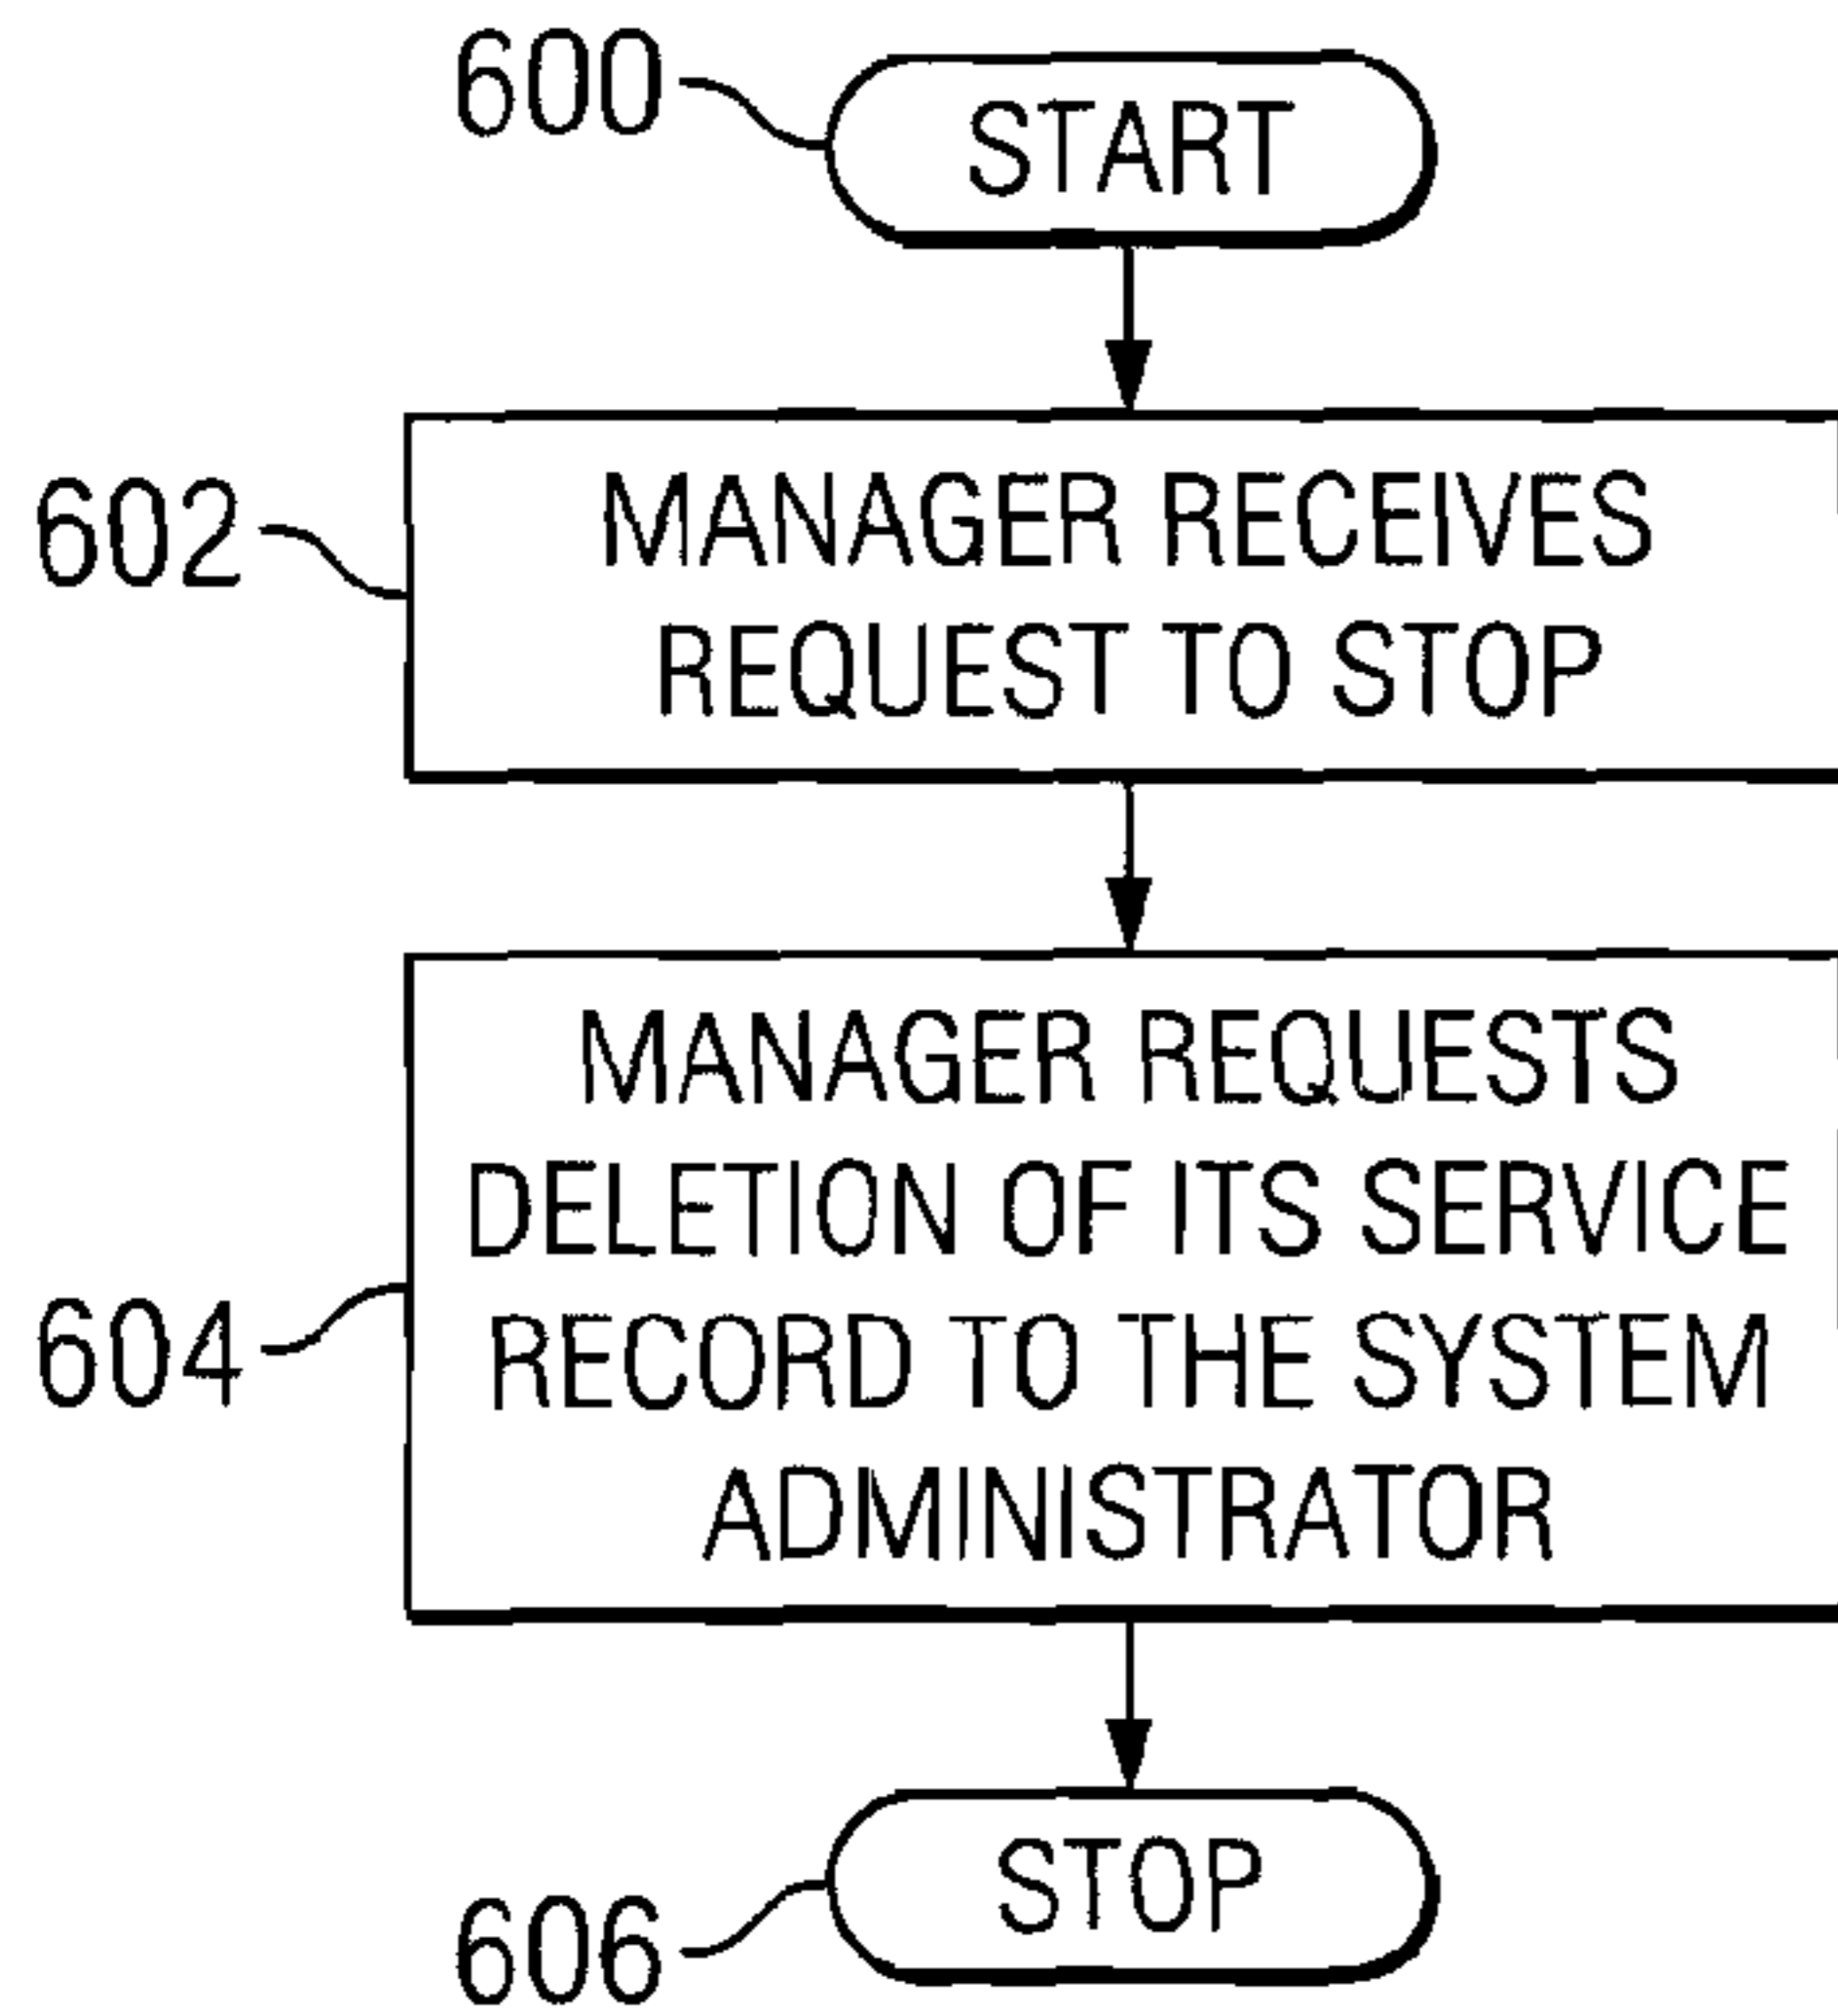 600
START
602
MANAGER RECEIVES
REQUEST TO STOP
604
MANAGER REQUESTS
DELETION OF ITS SERVICE
RECORD TO THE SYSTEM
ADMINISTRATOR
606
STOP